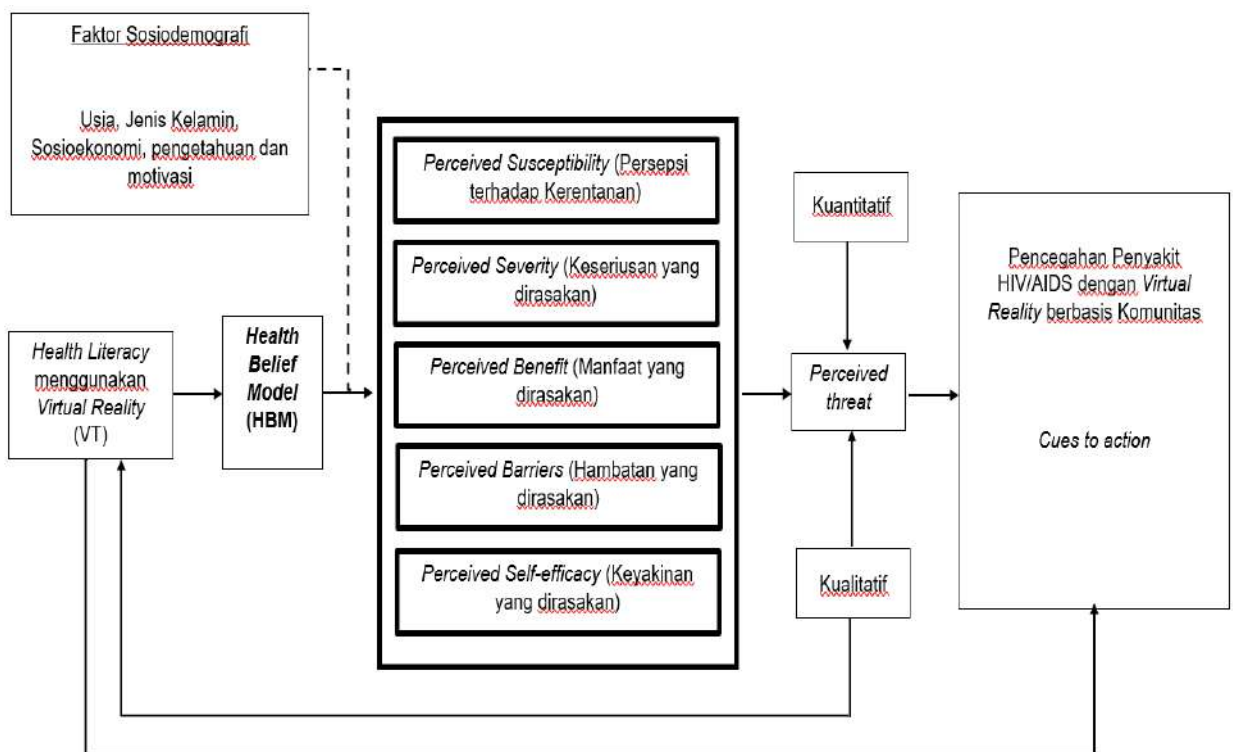 Faktor Sosiodemografi
Usia, Jenis Kelamin,
Sosioekonomi, pengetahuan dan
motivasi
Health Literacy
menggunakan
Virtual Reality
(VT)
Health
Belief
Model
(HBM)
Perceived Susceptibility (Persepsi
terhadap Kerentanan)
Perceived Severity (Keseriusan yang
dirasakan)
Perceived Benefit (Manfaat yang
dirasakan)
Perceived Barriers (Hambatan yang
dirasakan)
Perceived Self-efficacy (Keyakinan
yang dirasakan)
Kuantitatif
Perceived
threat
Kualitatif
Pencegahan Penyakit
HIV/AIDS dengan Virtual
Reality berbasis Komunitas
Cues to action